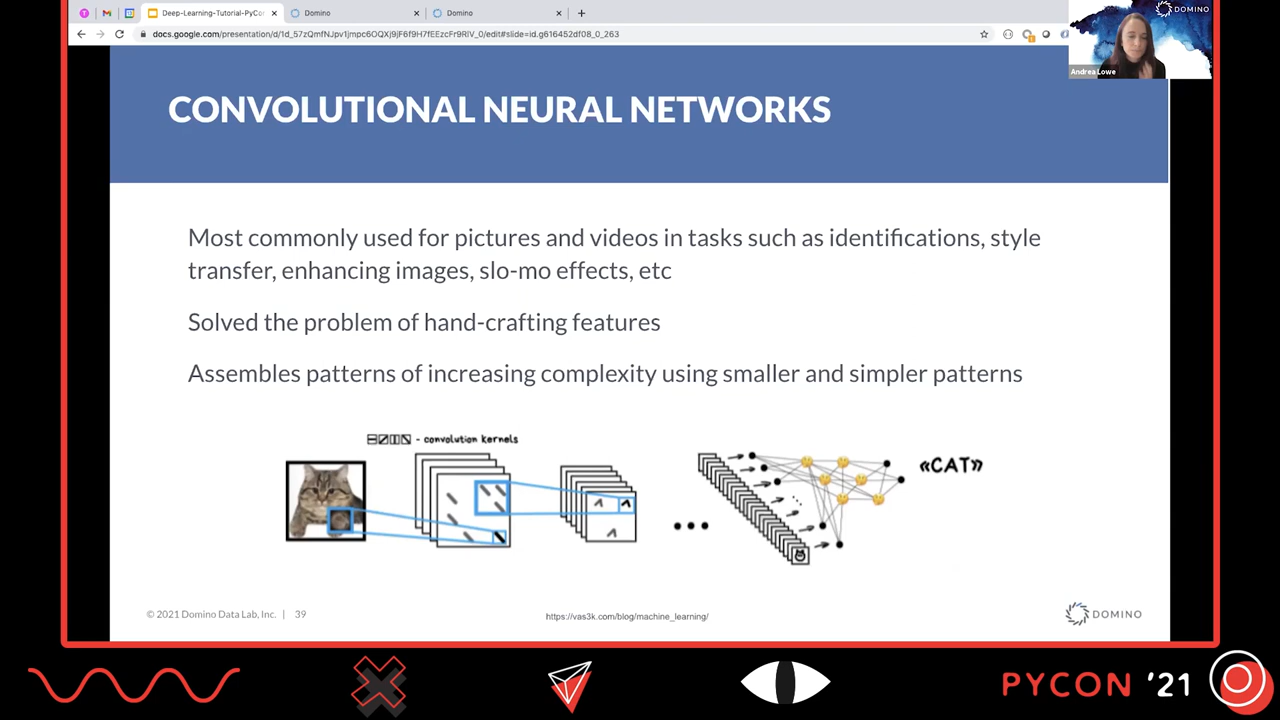 Deep-Learning-Tutorial-PyCor
Domino
Domino
docs.google.com/presentation/d/1d_57zQmfNJpv1jmpc6OQXj9jF6f9H7fEEzcFr9RlV_0/edit#slide=id.g616452df08_0_263
DOMINO
Andrea Lowe
CONVOLUTIONAL NEURAL NETWORKS
Most commonly used for pictures and videos in tasks such as identifications, style
transfer, enhancing images, slo-mo effects, etc
Solved the problem of hand-crafting features
Assembles patterns of increasing complexity using smaller and simpler patterns
- convolution kernels
«CAT»
© 2021 Domino Data Lab, Inc. | 39
https://vas3k.com/blog/machine_learning/
DOMINO
PYCON '21